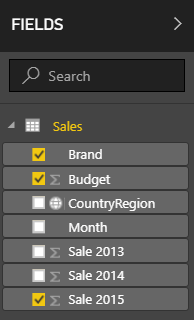 FIELDS
Search
Sales
Brand
Budget
CountryRegion
Month
Sale 2013
Sale 2014
Sale 2015